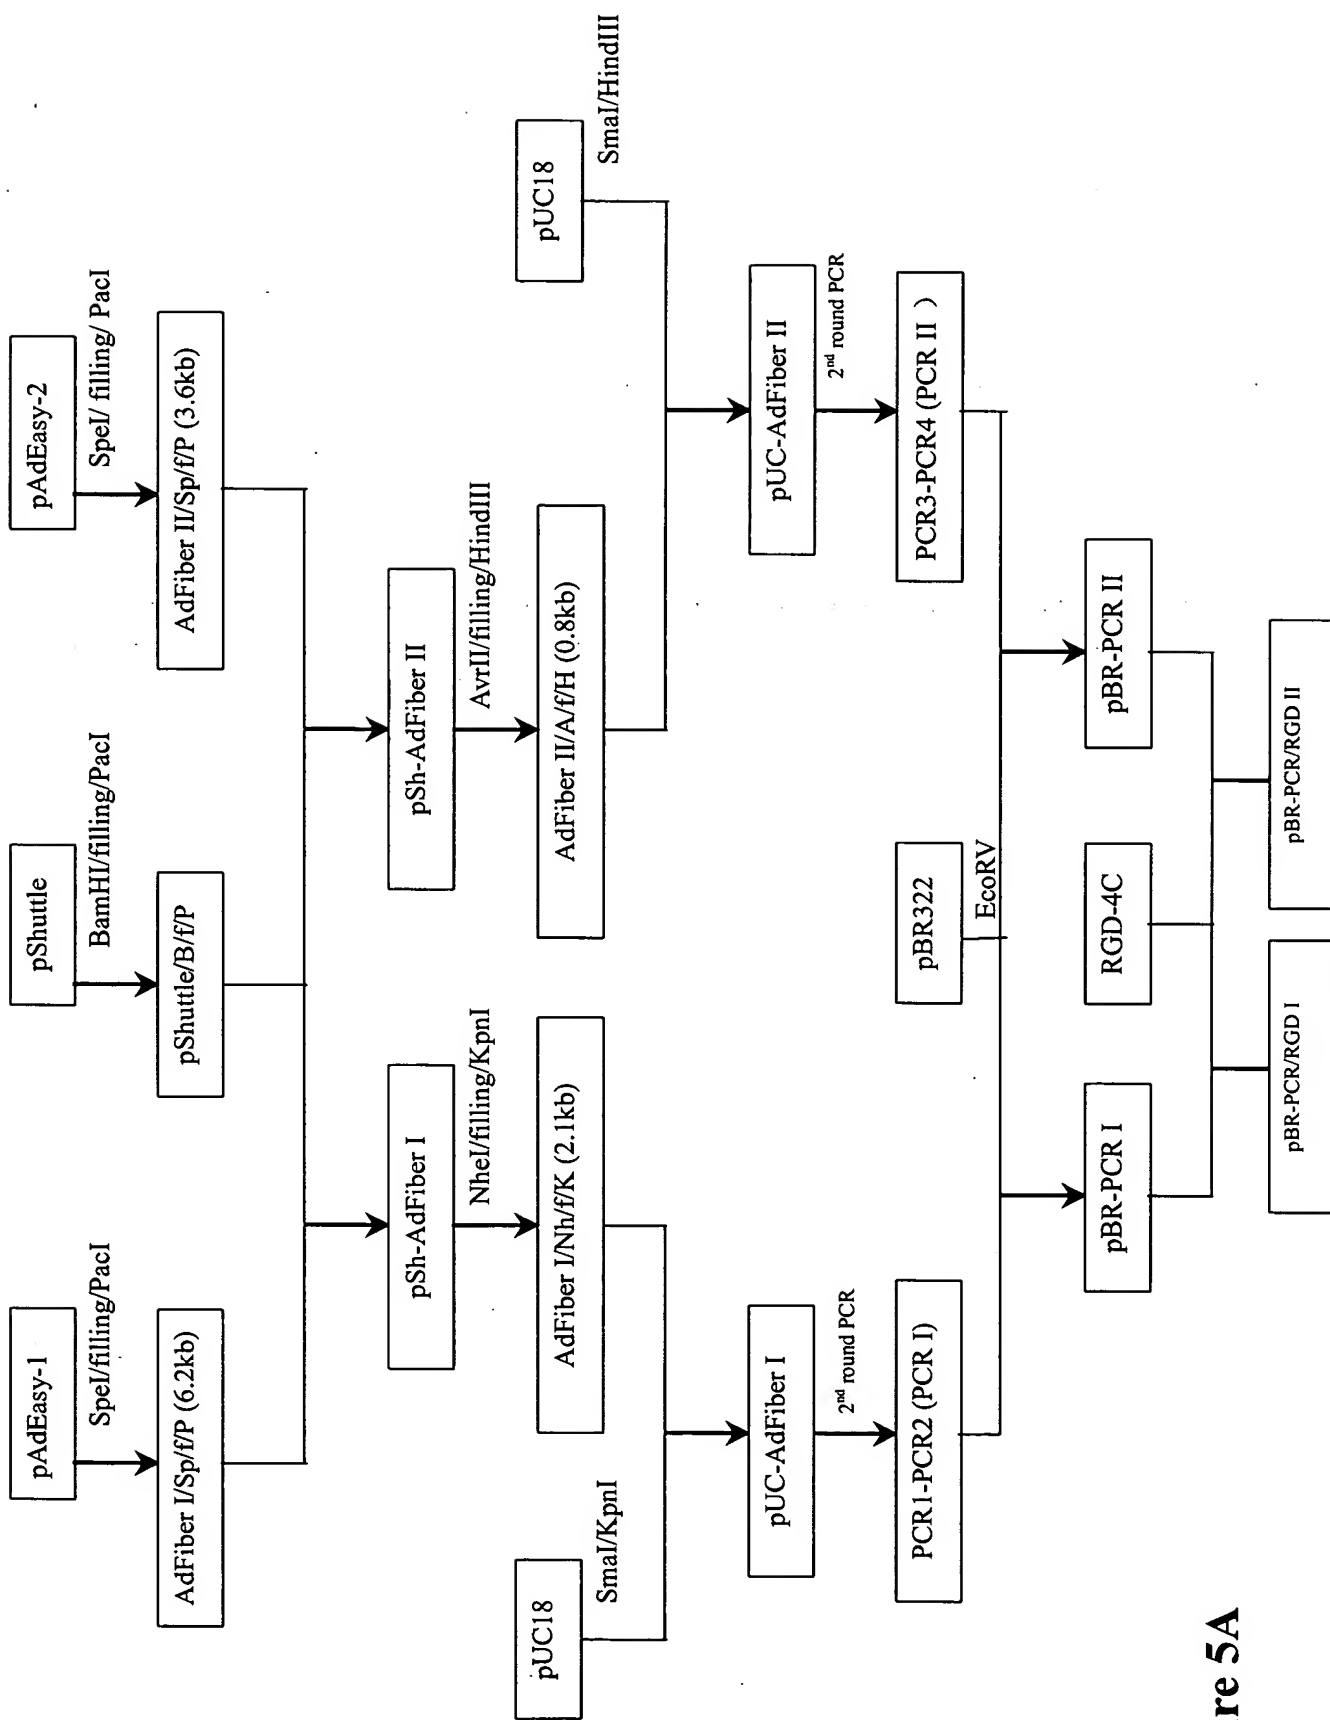 pAdEasy-1
SpeI/filling/PacI
AdFiber I/Sp/f/P (6.2kb)
pShuttle
BamHI/filling/PacI
pShuttle/B/f/P
pAdEasy-2
SpeI/ filling/ PacI
AdFiber II/Sp/f/P (3.6kb)
pSh-AdFiber I
NheI/filling/KpnI
AdFiber I/Nh/f/K (2.1kb)
pSh-AdFiber II
AvrII/filling/HindIII
AdFiber II/A/f/H (0.8kb)
pUC18
SmaI/KpnI
pUC18
SmaI/HindIII
pUC-AdFiber I
2nd round PCR
PCR1-PCR2 (PCR I)
pUC-AdFiber II
2nd round PCR
PCR3-PCR4 (PCR II )
pBR322
EcoRV
pBR-PCR I
RGD-4C
pBR-PCR II
pBR-PCR/RGD I
pBR-PCR/RGD II
re 5A